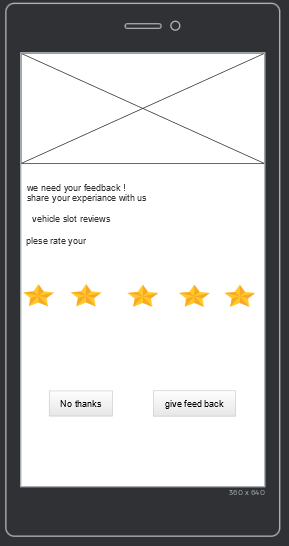 we need your feedback !
share your experiance with us
vehicle slot reviews
plese rate your
No thanks
give feed back
360 x 640